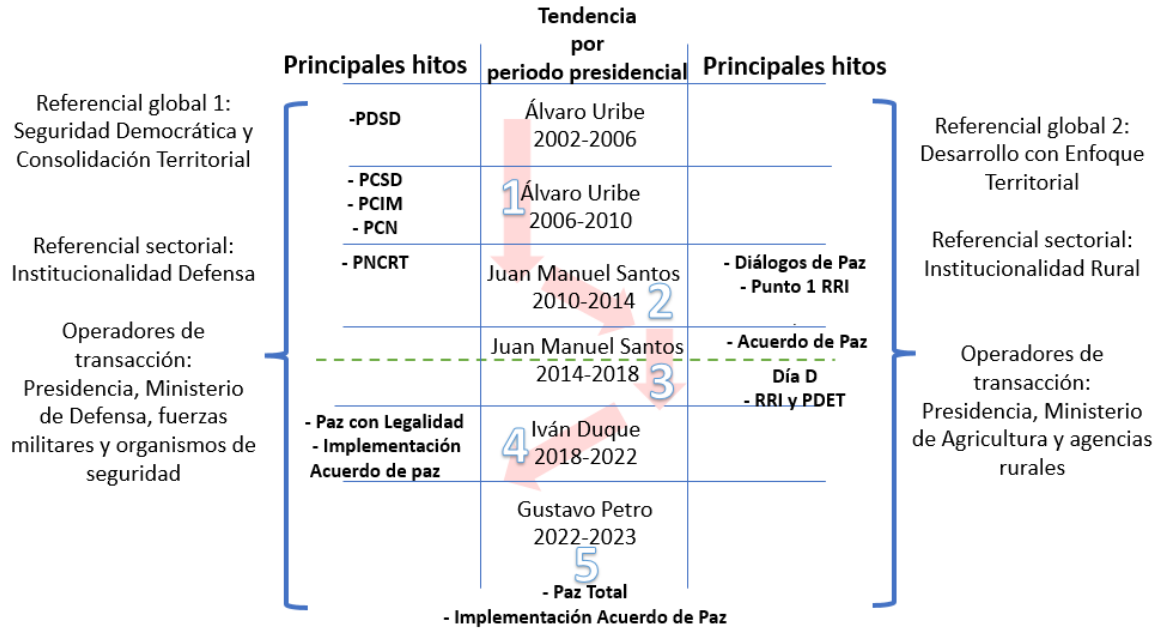 Tendencia
por
periodo presidencial
Principales hitos
Principales hitos
Referencial global 1:
Seguridad Democrática y
Consolidación Territorial
Referencial sectorial:
Institucionalidad Defensa
Operadores de
transacción:
Presidencia, Ministerio
de Defensa, fuerzas
militares y organismos de
seguridad
-PDSD
Álvaro Uribe
2002-2006
- PCSD
- PCIM
- PCN
1
Álvaro Uribe
2006-2010
- PNCRT
Juan Manuel Santos
2010-2014
2
- Diálogos de Paz
- Punto 1 RRI
Juan Manuel Santos
2014-2018
3
- Acuerdo de Paz
Día D
- RRI y PDET
- Paz con Legalidad
- Implementación
Acuerdo de paz
4
Iván Duque
2018-2022
Gustavo Petro
2022-2023
5
- Paz Total
- Implementación Acuerdo de Paz
Referencial global 2:
Desarrollo con Enfoque
Territorial
Referencial sectorial:
Institucionalidad Rural
Operadores de
transacción:
Presidencia, Ministerio
de Agricultura y agencias
rurales